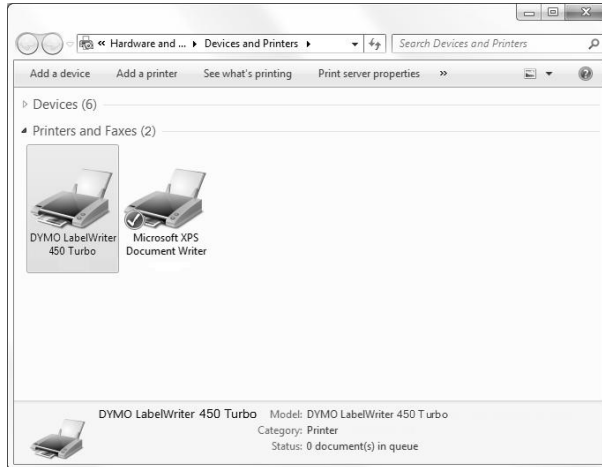 « Hardware and ... ▸ Devices and Printers ▸ Search Devices and Printers
Add a device Add a printer See what's printing Print server properties »
Devices (6)
Printers and Faxes (2)
DYMO LabelWriter
450 Turbo
Microsoft XPS
Document Writer
DYMO LabelWriter 450 Turbo Model: DYMO LabelWriter 450 Turbo
Category: Printer
Status: 0 document(s) in queue